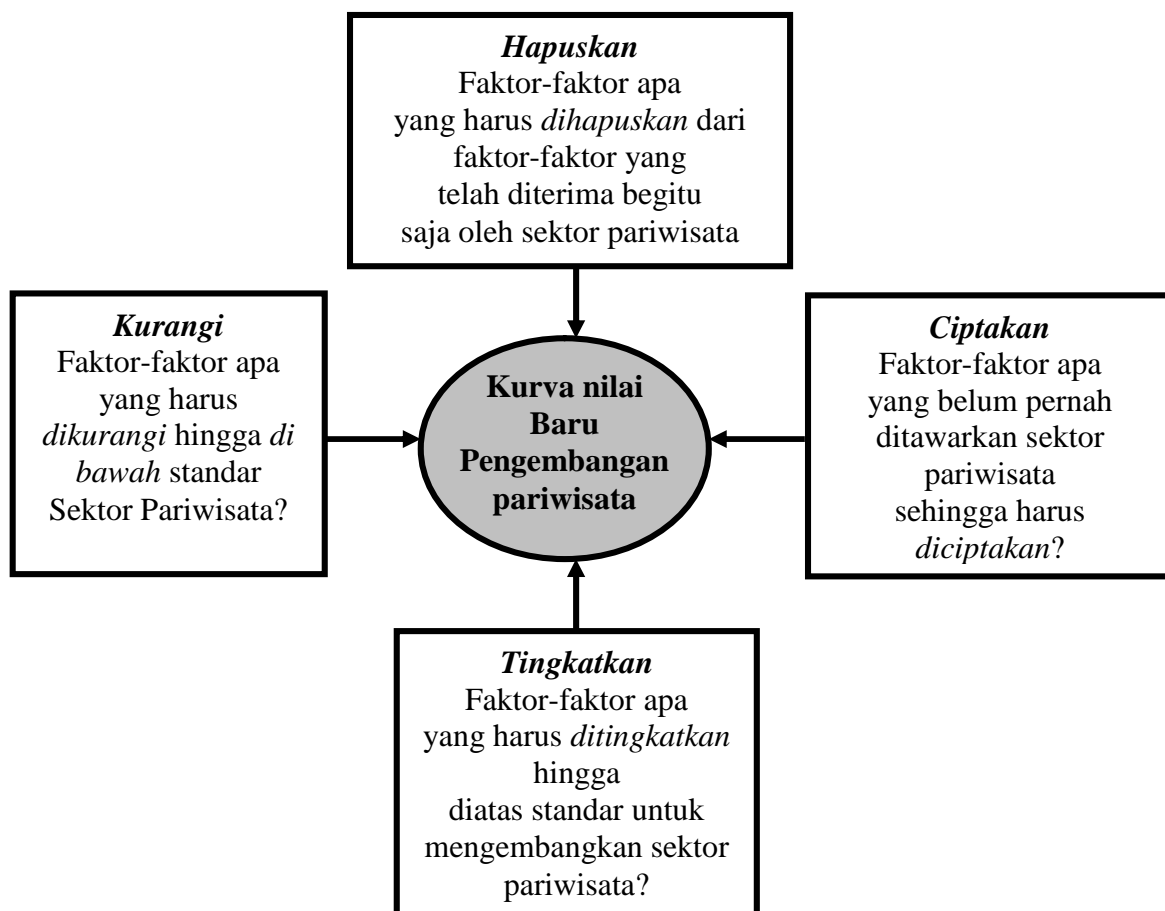 Hapuskan
Faktor-faktor apa
yang harus dihapuskan dari
faktor-faktor yang
telah diterima begitu
saja oleh sektor pariwisata
Kurangi
Faktor-faktor apa
yang harus
dikurangi hingga di
bawah standar
Sektor Pariwisata?
Kurva nilai
Baru
Pengembangan
pariwisata
Ciptakan
Faktor-faktor apa
yang belum pernah
ditawarkan sektor
pariwisata
sehingga harus
diciptakan?
Tingkatkan
Faktor-faktor apa
yang harus ditingkatkan
hingga
diatas standar untuk
mengembangkan sektor
pariwisata?